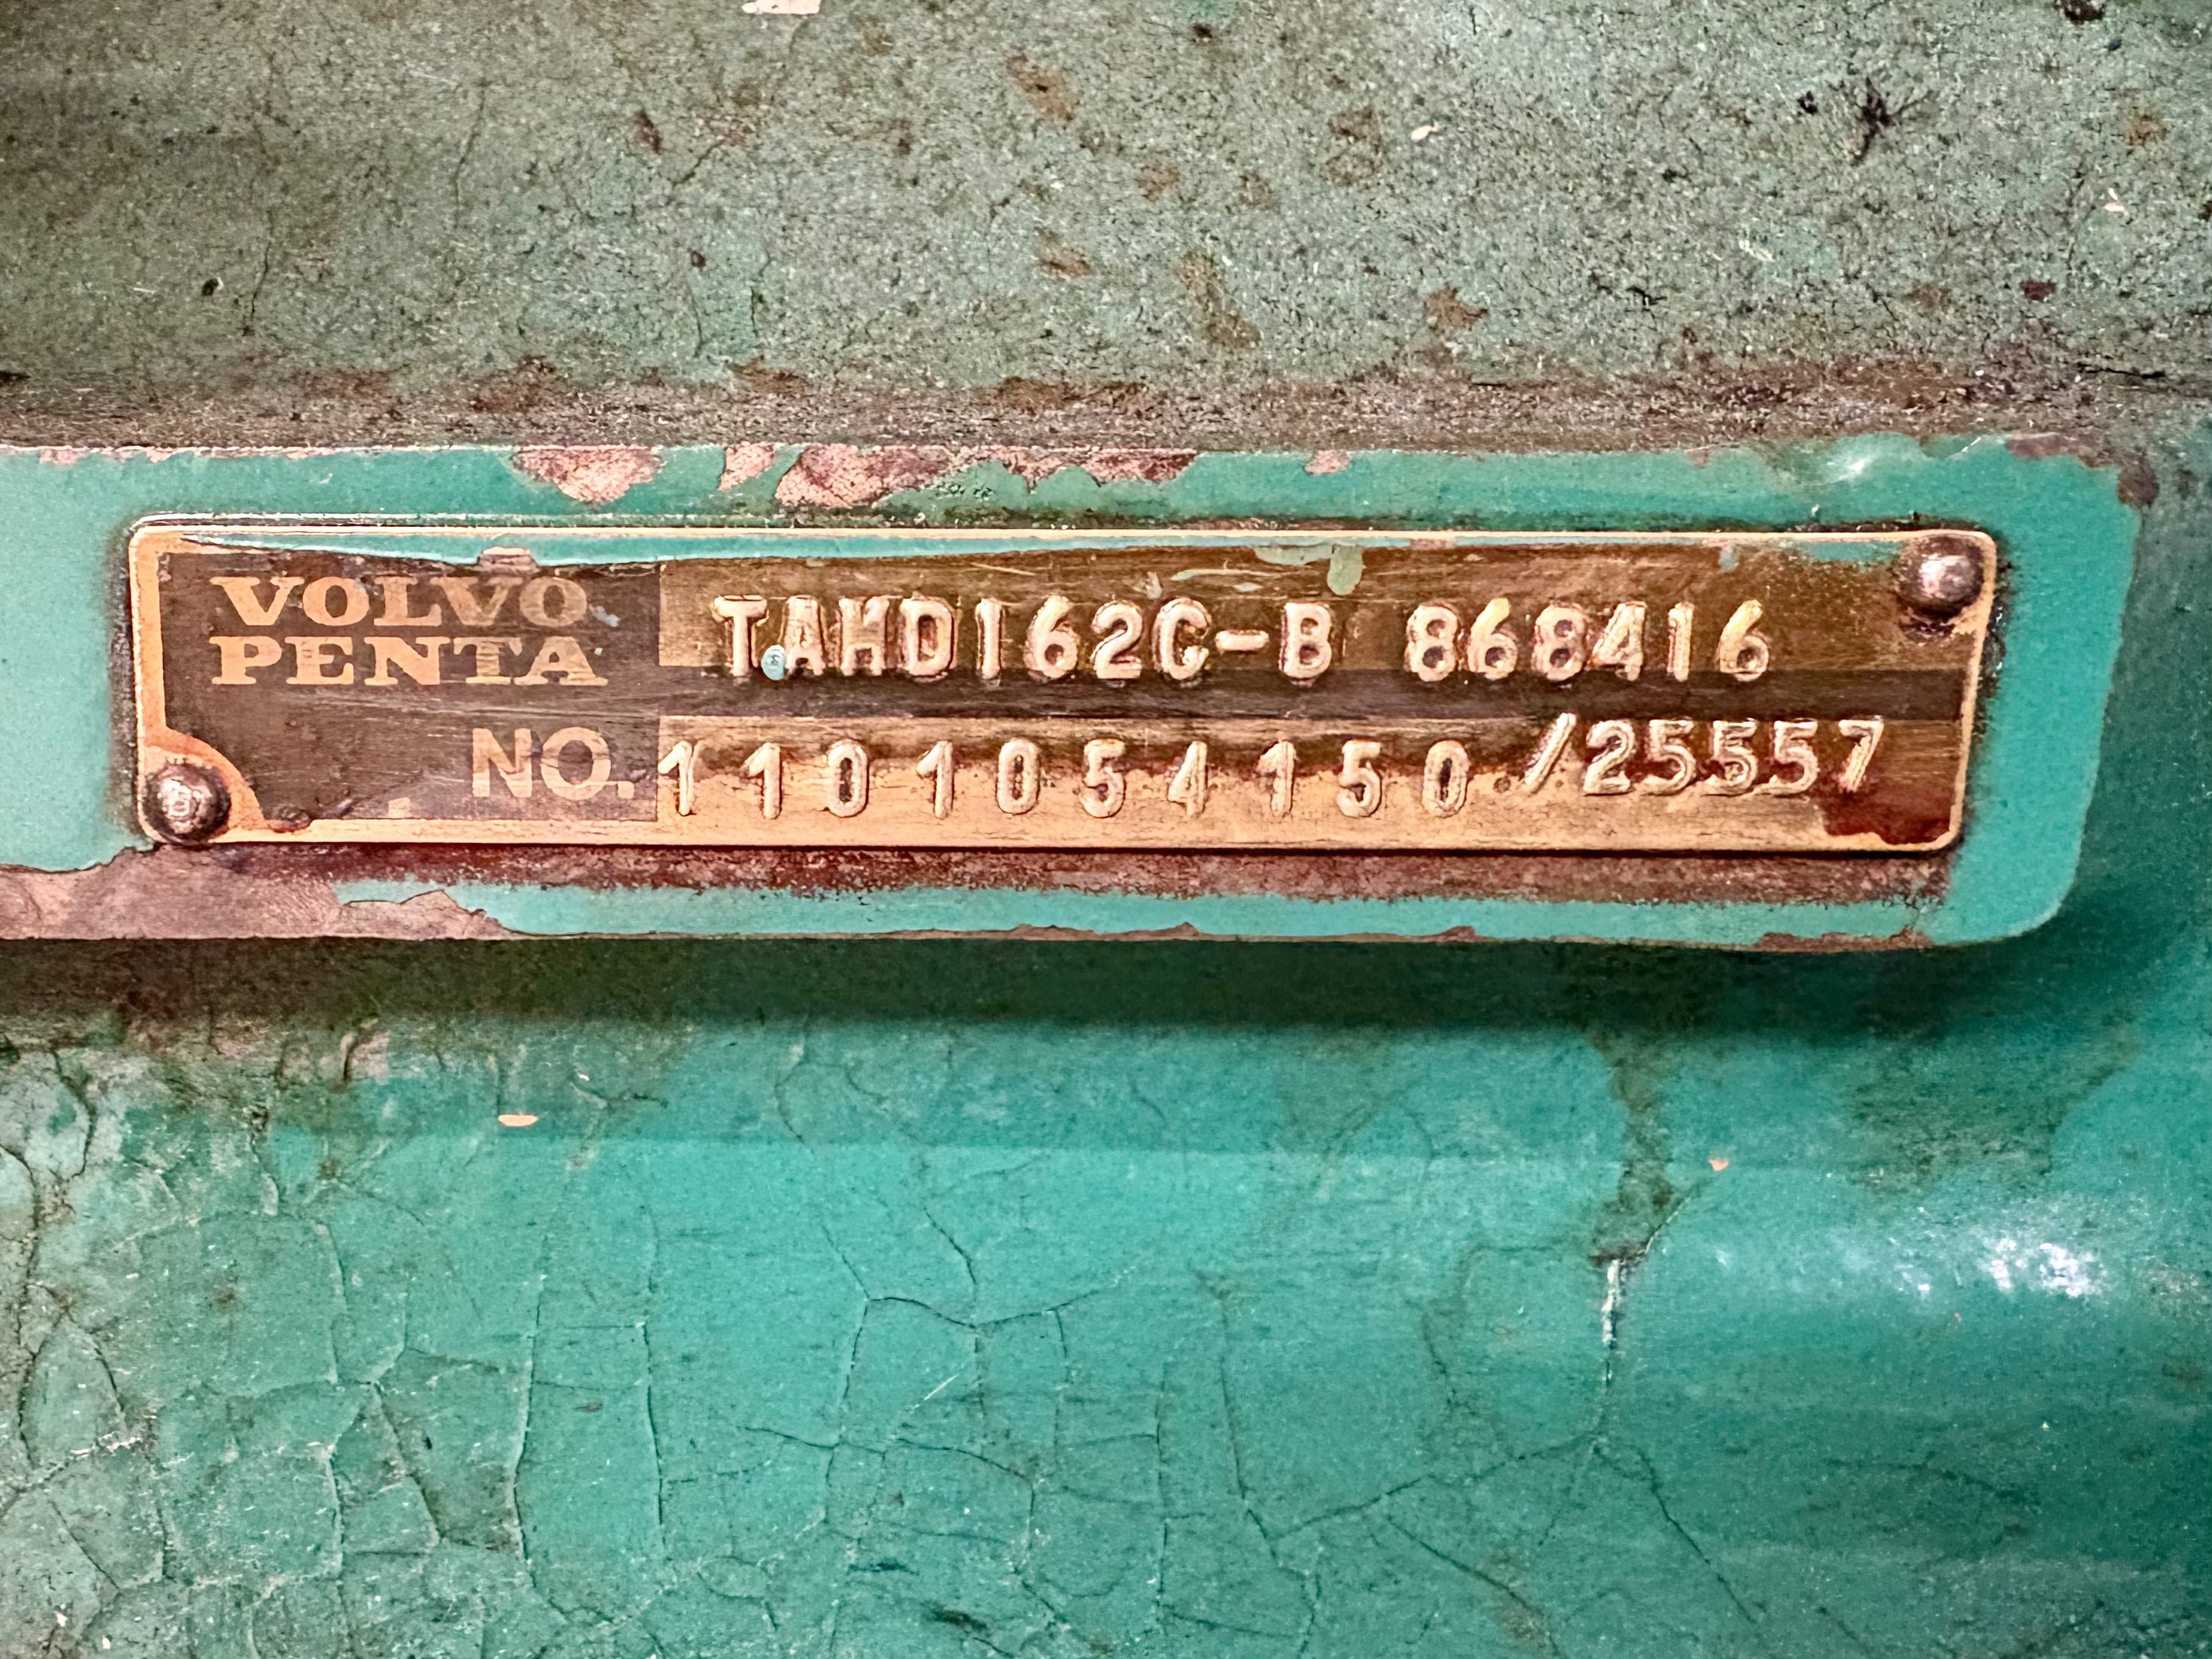 VOLVO
PENTA
TAHD162C-B 868416
NO. 1101054150 /25557